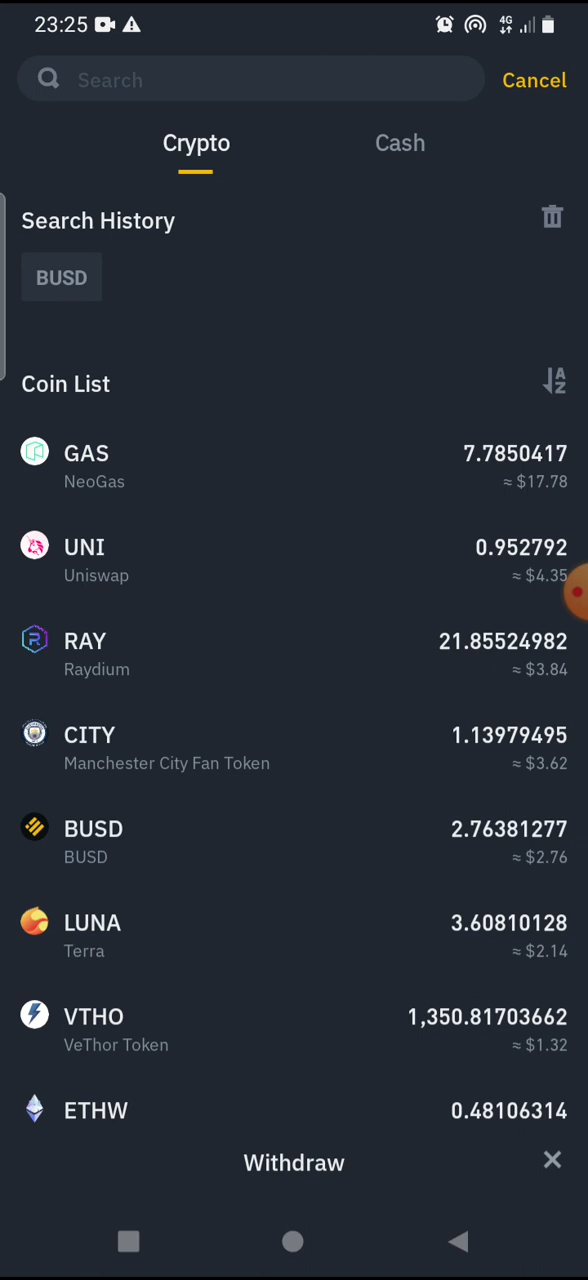 23:25
4G
Search
Cancel
Crypto
Cash
Search History
BUSD
Coin List
A
Z
GAS
7.7850417
NeoGas
≈ $17.78
UNI
0.952792
Uniswap
≈ $4.35
RAY
21.85524982
Raydium
≈ $3.84
CITY
1.13979495
Manchester City Fan Token
≈ $3.62
BUSD
2.76381277
BUSD
≈ $2.76
LUNA
3.60810128
Terra
≈ $2.14
VTHO
1,350.81703662
VeThor Token
≈ $1.32
ETHW
0.48106314
Withdraw